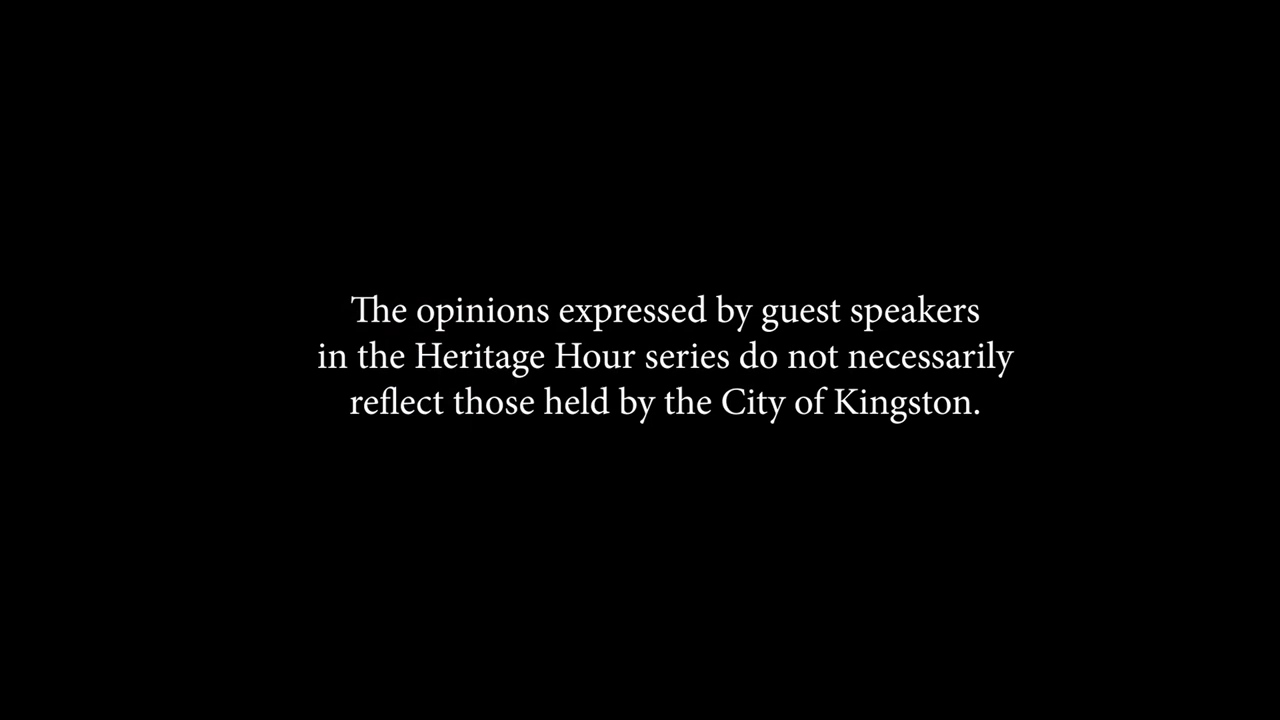 The opinions expressed by guest speakers
in the Heritage Hour series do not necessarily
reflect those held by the City of Kingston.